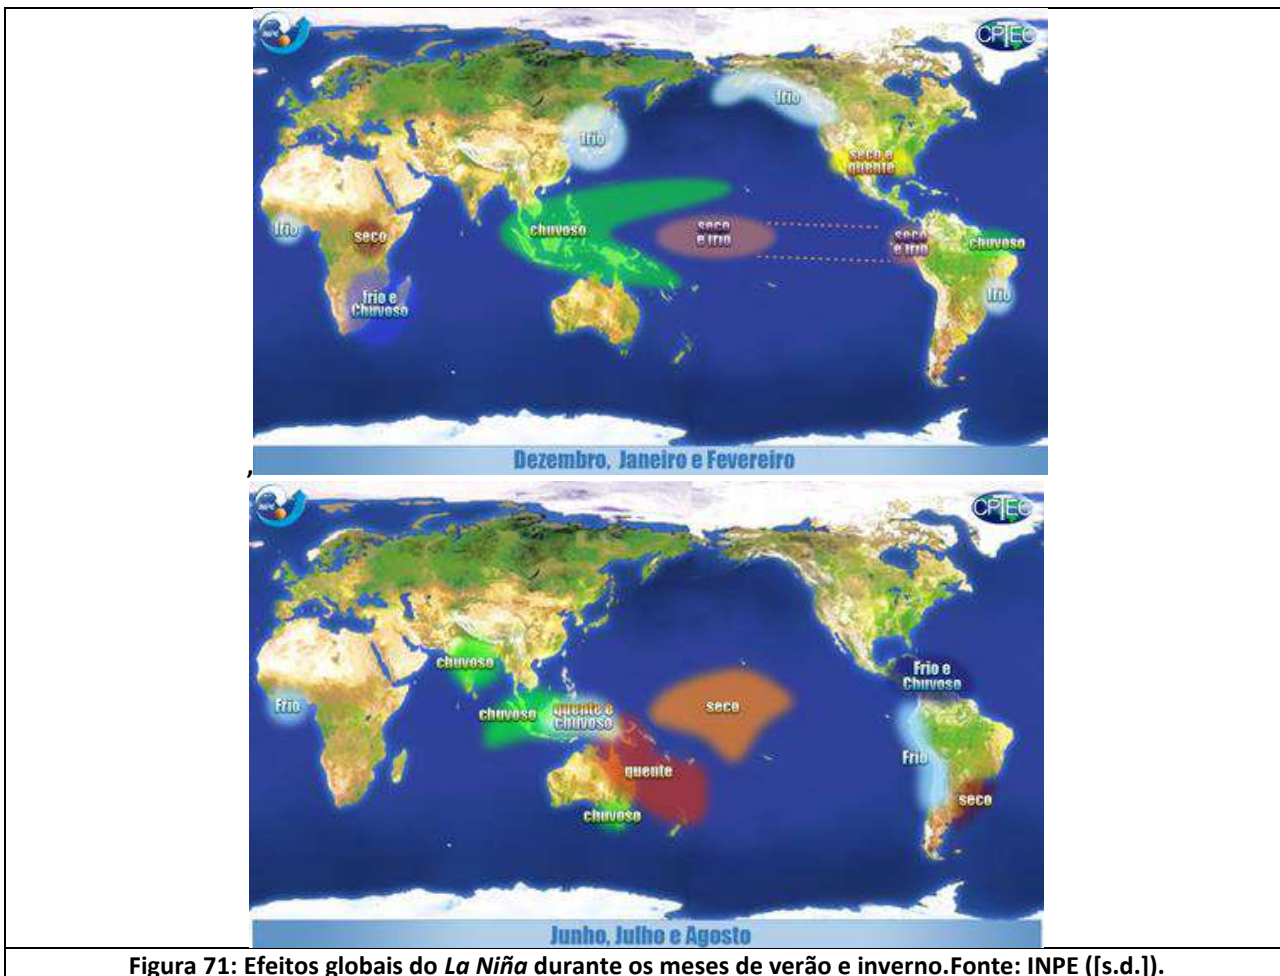 INPE
CPTEC
frio
frio
seco e
quente
frio
seco
chuvoso
seco
e frio
seco
e frio
chuvoso
frio e
Chuvoso
frio
Dezembro, Janeiro e Fevereiro
,
INPE
CPTEC
chuvoso
Frio e
Chuvoso
Frio
chuvoso
quente e
chuvoso
seco
Frio
quente
seco
chuvoso
Junho, Julho e Agosto
Figura 71: Efeitos globais do La Niña durante os meses de verão e inverno.Fonte: INPE ([s.d.]).